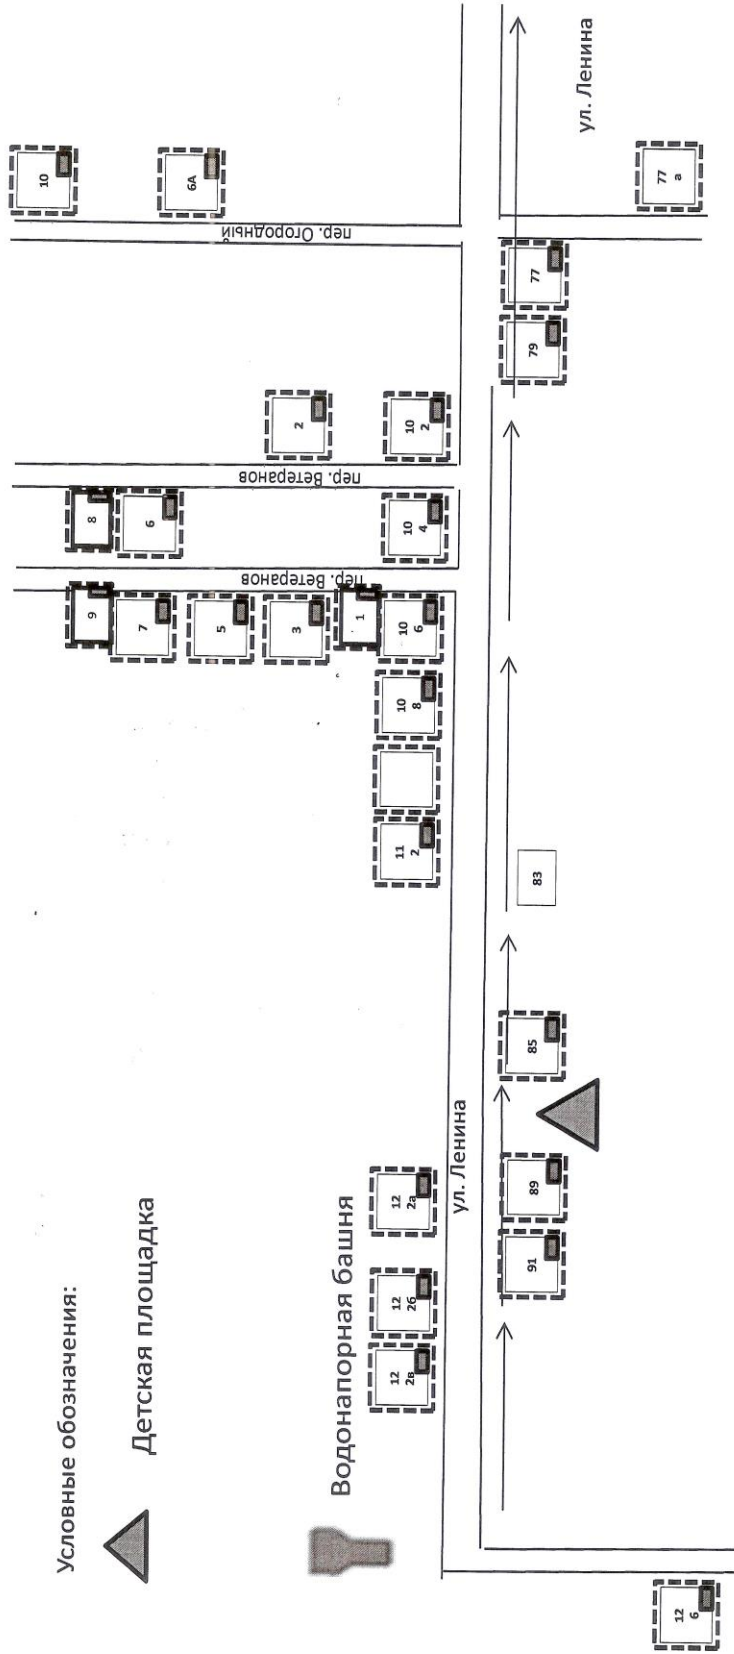 Условные обозначения:
Детская площадка
Водонапорная башня
10
6А
пер. Огородный
2
10
2
пер. Ветеранов
8
6
10
4
пер. Ветеранов
9
7
5
3
1
10
6
10
8
11
2
12
2а
12
2б
12
2в
ул. Ленина
ул. Ленина
77
а
77
79
83
85
89
91
12
6